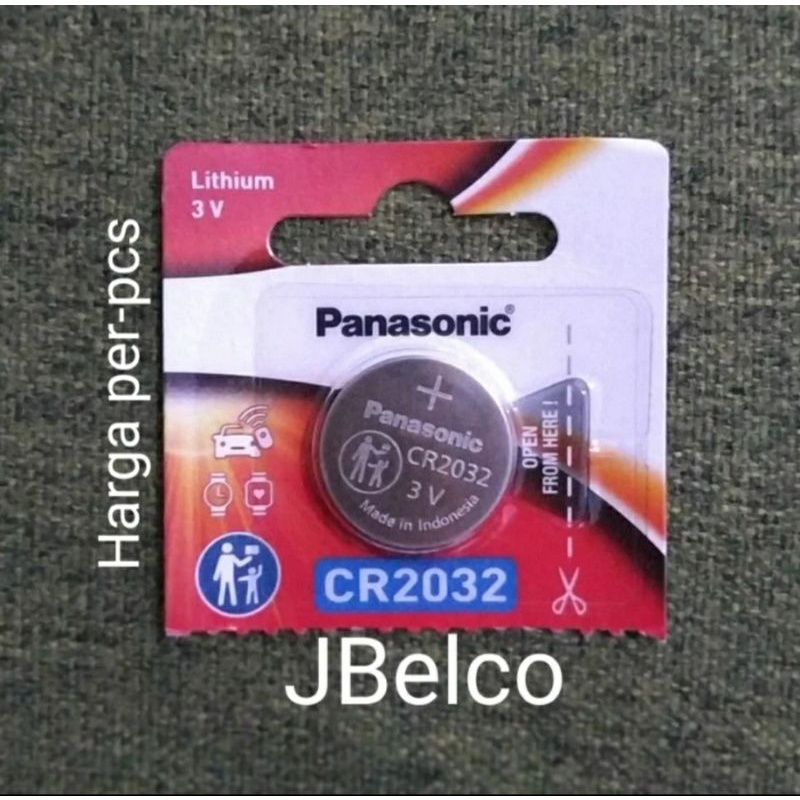 Lithium
3 V
Harga per-pcs
Panasonic®
+
Panasonic
CR2032
3 V
Made in Indonesia
OPEN
FROM HERE !
CR2032
JBelco